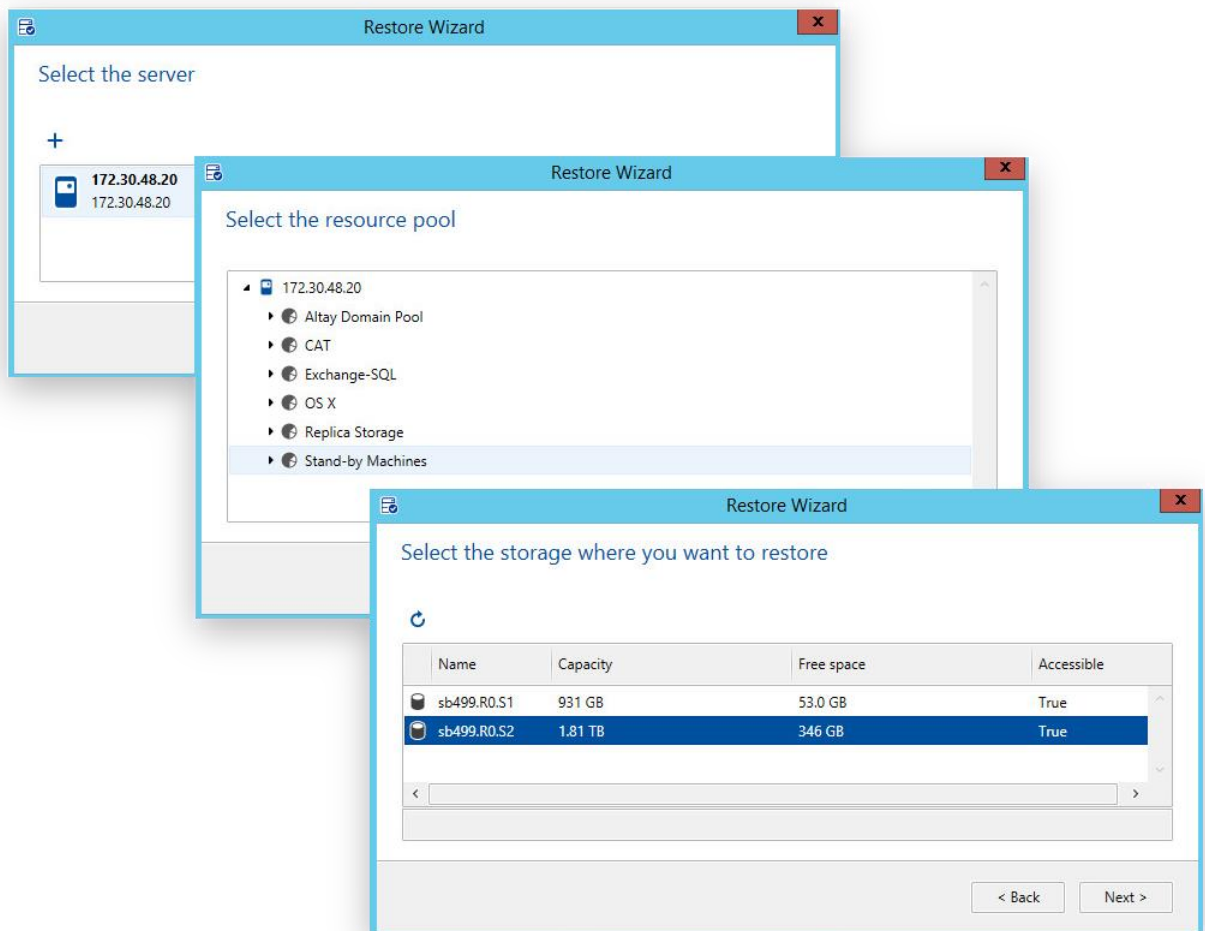 Restore Wizard
x
Select the server
+
172.30.48.20
172.30.48.20
Restore Wizard
x
Select the resource pool
172.30.48.20
Altay Domain Pool
CAT
Exchange-SQL
OS X
Replica Storage
Stand-by Machines
Restore Wizard
x
Select the storage where you want to restore
Name Capacity Free space Accessible
sb499.R0.S1 931 GB 53.0 GB True
sb499.R0.S2 1.81 TB 346 GB True
< Back Next >